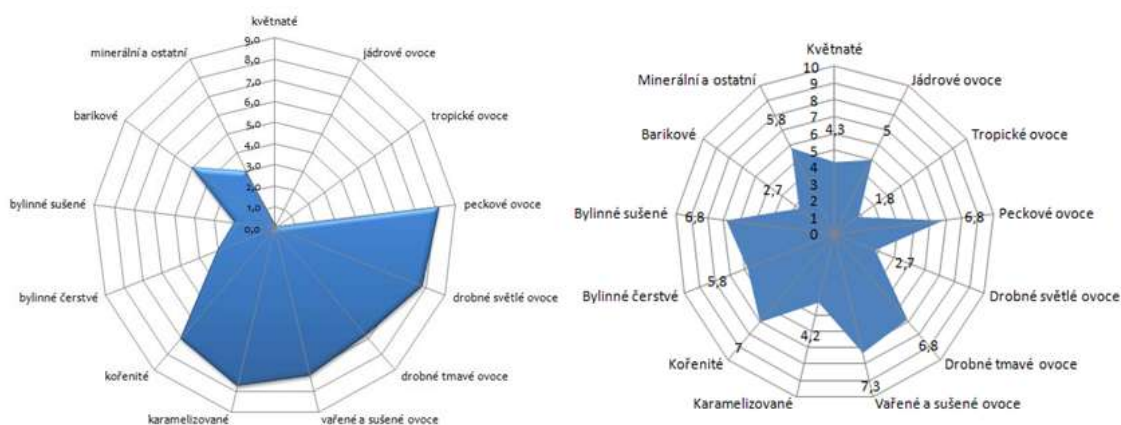 květnaté
jádrové ovoce
tropické ovoce
peckové ovoce
drobné světlé ovoce
drobné tmavé ovoce
vařené a sušené ovoce
karamelizované
kořenité
bylinné čerstvé
bylinné sušené
barikové
minerální a ostatní
9,0
8,0
7,0
6,0
5,0
4,0
3,0
2,0
1,0
0,0
Květnaté
Jádrové ovoce
Tropické ovoce
Peckové ovoce
Drobné světlé ovoce
Drobné tmavé ovoce
Vařené a sušené ovoce
Karamelizované
Kořenité
Bylinné čerstvé
Bylinné sušené
Barikové
Minerální a ostatní
10
9
8
7
6
5
4
3
2
1
0
4,3
5
1,8
6,8
2,7
6,8
7,3
4,2
7
5,8
6,8
2,7
5,8